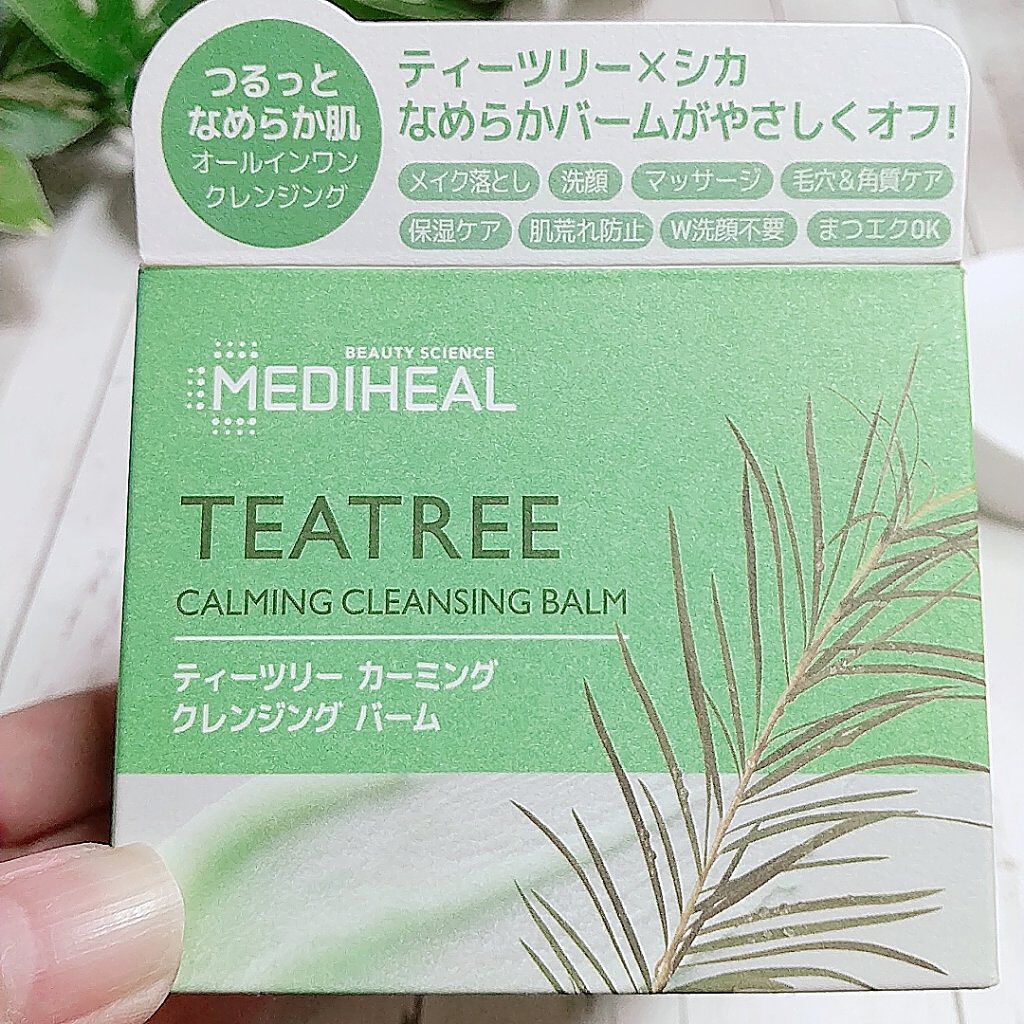 つるっと
なめらか肌
オールインワン
クレンジング
ティーツリー×シカ
なめらかバームがやさしくオフ!
メイク落とし 洗顔 マッサージ 毛穴&角質ケア
保湿ケア 肌荒れ防止 W洗顔不要 まつエクOK
BEAUTY SCIENCE
MEDIHEAL
TEATREE
CALMING CLEANSING BALM
ティーツリー カーミング
クレンジング バーム